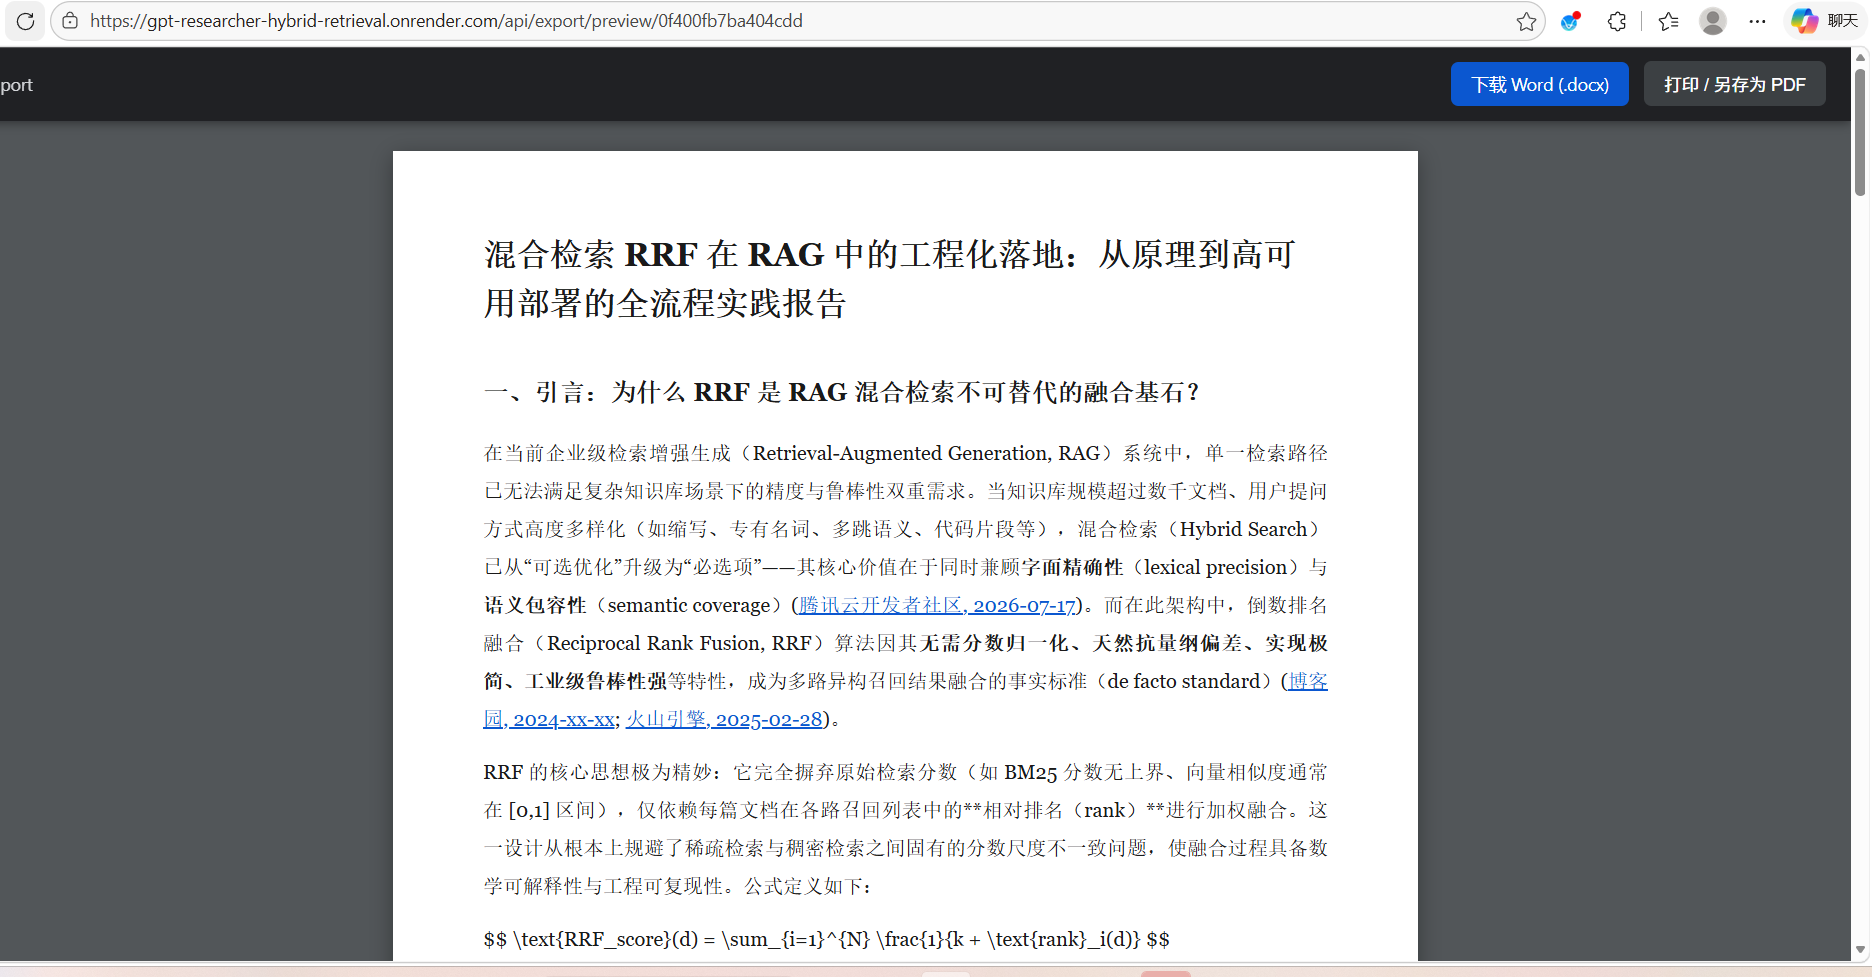 https://gpt-researcher-hybrid-retrieval.onrender.com/api/export/preview/0f400fb7ba404cdd
聊天
port
下载 Word (.docx)
打印 / 另存为 PDF
混合检索 RRF 在 RAG 中的工程化落地：从原理到高可
用部署的全流程实践报告
一、引言：为什么 RRF 是 RAG 混合检索不可替代的融合基石？
在当前企业级检索增强生成（Retrieval-Augmented Generation, RAG）系统中，单一检索路径
已无法满足复杂知识库场景下的精度与鲁棒性双重需求。当知识库规模超过数千文档、用户提问
方式高度多样化（如缩写、专有名词、多跳语义、代码片段等），混合检索（Hybrid Search）
已从“可选优化”升级为“必选项”——其核心价值在于同时兼顾字面精确性（lexical precision）与
语义包容性（semantic coverage）(腾讯云开发者社区, 2026-07-17)。而在此架构中，倒数排名
融合（Reciprocal Rank Fusion, RRF）算法因其无需分数归一化、天然抗量纲偏差、实现极
简、工业级鲁棒性强等特性，成为多路异构召回结果融合的事实标准（de facto standard）(博客
园, 2024-xx-xx; 火山引擎, 2025-02-28)。
RRF 的核心思想极为精妙：它完全摒弃原始检索分数（如 BM25 分数无上界、向量相似度通常
在 [0,1] 区间），仅依赖每篇文档在各路召回列表中的**相对排名（rank）**进行加权融合。这
一设计从根本上规避了稀疏检索与稠密检索之间固有的分数尺度不一致问题，使融合过程具备数
学可解释性与工程可复现性。公式定义如下：
$$ \text{RRF_score}(d) = \sum_{i=1}^{N} \frac{1}{k + \text{rank}_i(d)} $$